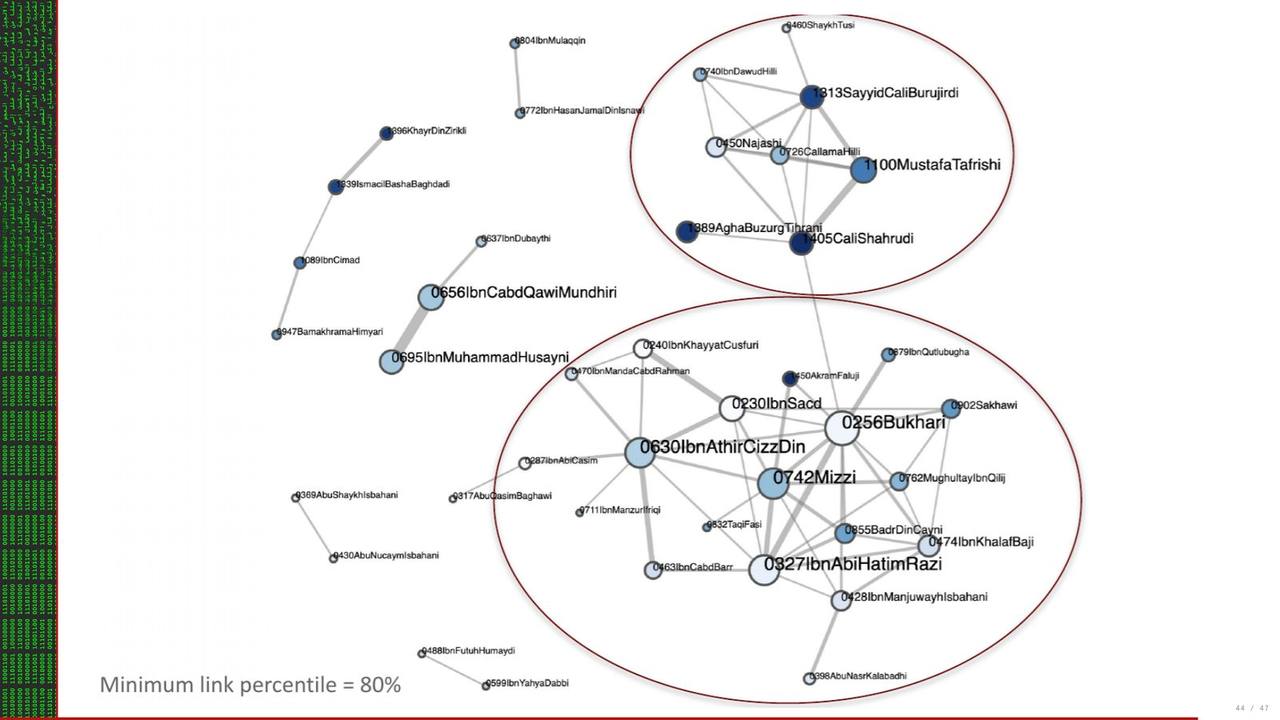 0460ShaykhTusi
0804IbnMulaqqin
0740IbnDawudHilli
1313SayyidCaliBurujirdi
0772IbnHasanJamalDinIsnawi
1396KhayrDinZirikli
0450Najashi
0726CallamaHilli
1100MustafaTafrishi
1339IsmacilBashaBaghdadi
1389AghaBuzurgTihrani
1405CaliShahrudi
0637IbnDubaythi
1089IbnCimad
0656IbnCabdQawiMundhiri
0947BamakhramaHimyari
0240IbnKhayyatCusfuri
0879IbnQutlubugha
0695IbnMuhammadHusayni
0470IbnMandaCabdRahman
1450AkramFaluji
0230IbnSacd
0902Sakhawi
0256Bukhari
0630IbnAthirCizzDin
0287IbnAbiCasim
0742Mizzi
0762MughultayIbnQilij
0369AbuShaykhIsbahani
0317AbuQasimBaghawi
0711IbnManzurIfriqi
0832TaqiFasi
0855BadrDinCayni
0474IbnKhalafBaji
0430AbuNucaymIsbahani
0463IbnCabdBarr
0327IbnAbiHatimRazi
0428IbnManjuwayhIsbahani
0488IbnFutuhHumaydi
0398AbuNasrKalabadhi
0599IbnYahyaDabbi
Minimum link percentile = 80%
44 / 47